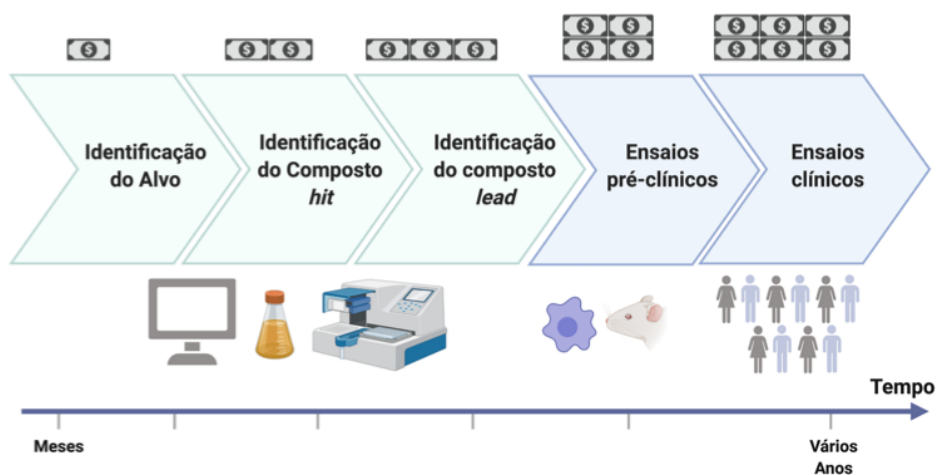 Identificação
do Alvo
Identificação
do Composto
hit
Identificação
do composto
lead
Ensaios
pré-clínicos
Ensaios
clínicos
Tempo
Meses
Vários
Anos